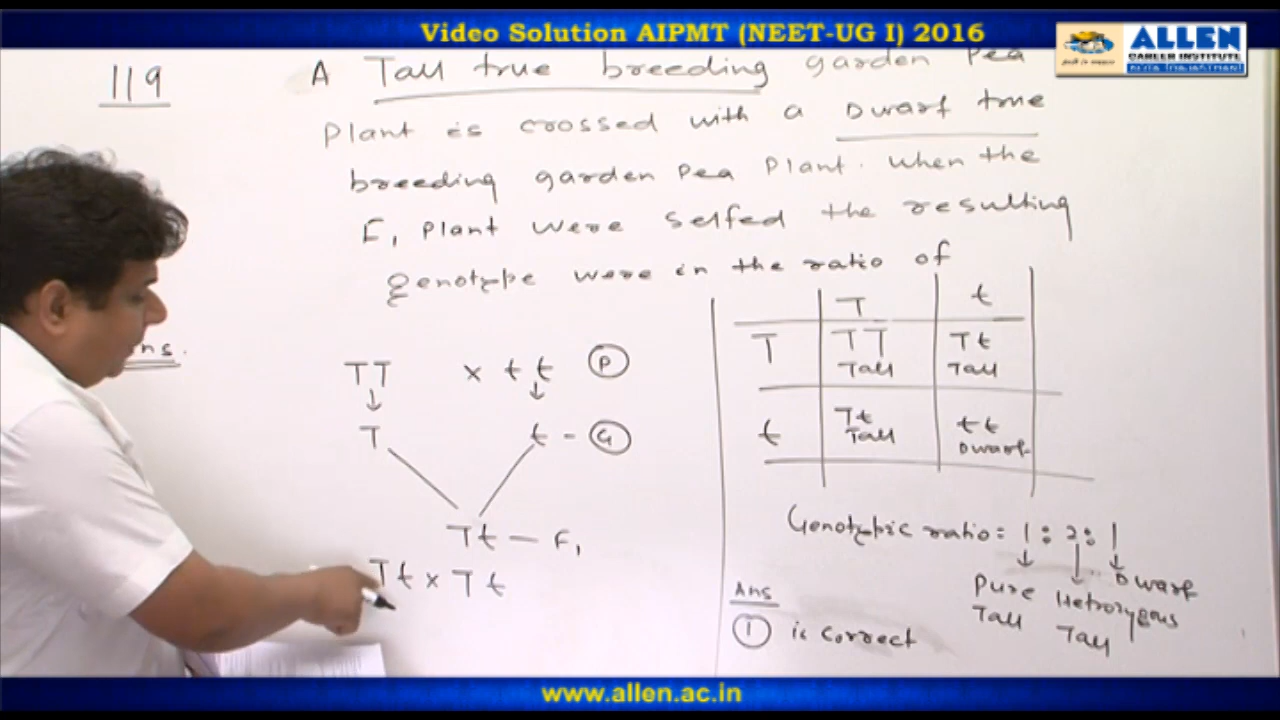 Video Solution AIPMT (NEET-UG I) 2016
ALLEN
CAREER INSTITUTE
119
A Tall true breeding garden Pea
Plant is crossed with a Dwarf true
breeding garden Pea Plant. When the
F1 Plant were selfed the resulting
genotype were in the ratio of
ns.
TT x tt P
T t - G
Tt - F1
Tt x Tt
T t
T TT Tt
Tall Tall
t Tt tt
Tall Dwarf
Genotypic ratio = 1 : 2 : 1
Pure Hetrozygous Dwarf
Tall Tall
Ans
1 is correct
www.allen.ac.in